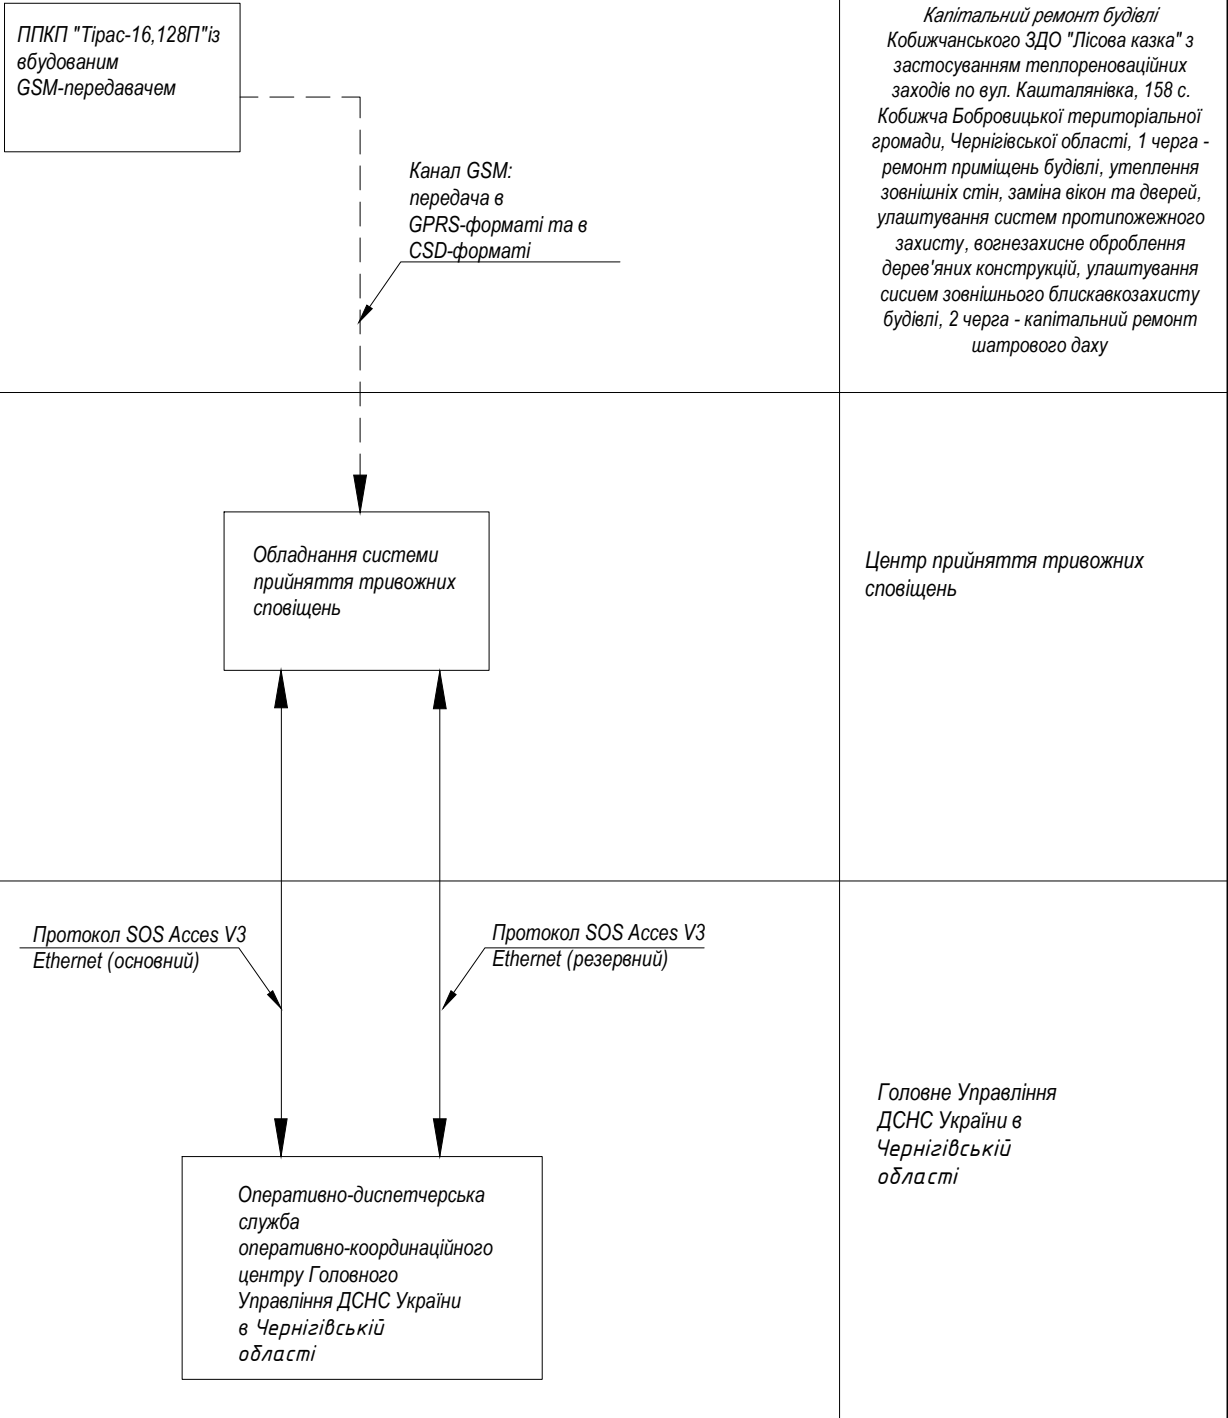 ППКП "Тірас-16,128П"із
вбудованим
GSM-передавачем
Канал GSM:
передача в
GPRS-форматі та в
CSD-форматі
Капітальний ремонт будівлі
Кобижчанського ЗДО "Лісова казка" з
застосуванням теплореноваційних
заходів по вул. Кашталянівка, 158 с.
Кобижча Бобровицької територіальної
громади, Чернігівської області, 1 черга -
ремонт приміщень будівлі, утеплення
зовнішніх стін, заміна вікон та дверей,
улаштування систем протипожежного
захисту, вогнезахисне оброблення
дерев'яних конструкцій, улаштування
сисием зовнішнього блискавкозахисту
будівлі, 2 черга - капітальний ремонт
шатрового даху
Обладнання системи
прийняття тривожних
сповіщень
Центр прийняття тривожних
сповіщень
Протокол SOS Acces V3
Ethernet (основний)
Протокол SOS Acces V3
Ethernet (резервний)
Головне Управління
ДСНС України в
Чернігівській
області
Оперативно-диспетчерська
служба
оперативно-координаційного
центру Головного
Управління ДСНС України
в Чернігівській
області